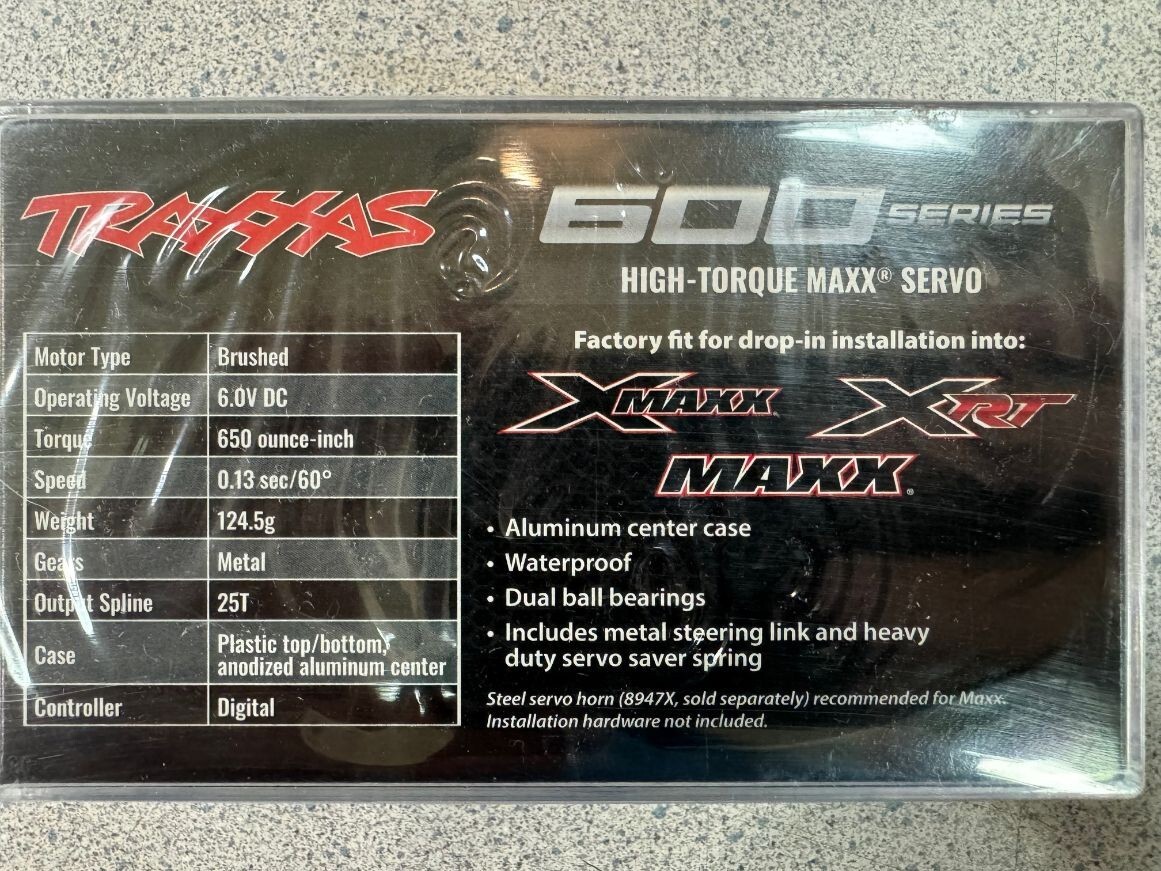 TRAXXAS
600 SERIES
HIGH-TORQUE MAXX® SERVO
Motor Type Brushed
Operating Voltage 6.0V DC
Torque 650 ounce-inch
Speed 0.13 sec/60°
Weight 124.5g
Gears Metal
Output Spline 25T
Case Plastic top/bottom, anodized aluminum center
Controller Digital
Factory fit for drop-in installation into:
X MAXX XRT
MAXX®
• Aluminum center case
• Waterproof
• Dual ball bearings
• Includes metal steering link and heavy
duty servo saver spring
Steel servo horn (8947X, sold separately) recommended for Maxx.
Installation hardware not included.